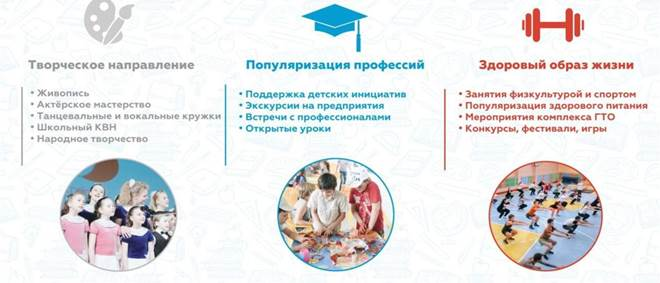 Творческое направление
• Живопись
• Актёрское мастерство
• Танцевальные и вокальные кружки
• Школьный КВН
• Народное творчество
Популяризация профессий
• Поддержка детских инициатив
• Экскурсии на предприятия
• Встречи с профессионалами
• Открытые уроки
Здоровый образ жизни
• Занятия физкультурой и спортом
• Популяризация здорового питания
• Мероприятия комплекса ГТО
• Конкурсы, фестивали, игры